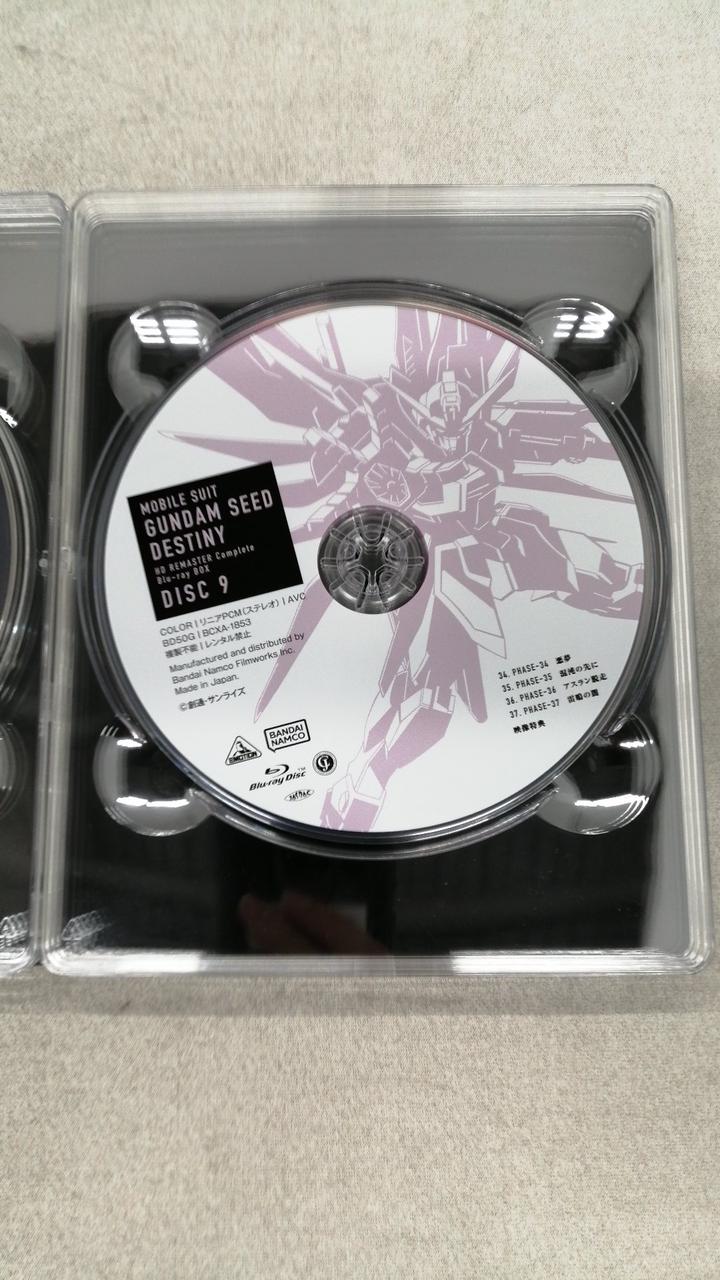 MOBILE SUIT
GUNDAM SEED
DESTINY
HD REMASTER Complete
Blu-ray BOX
DISC 9
COLOR | リニアPCM(ステレオ) | AVC
BD50G | BCXA-1853
複製不能 | レンタル禁止
Manufactured and distributed by
Bandai Namco Filmworks Inc.
Made in Japan.
©創通・サンライズ
EMOTION
BANDAI
NAMCO
Blu-ray Disc™
34. PHASE-34 悪夢
35. PHASE-35 混沌の先に
36. PHASE-36 アスラン脱走
37. PHASE-37 雷鳴の闇
映像特典